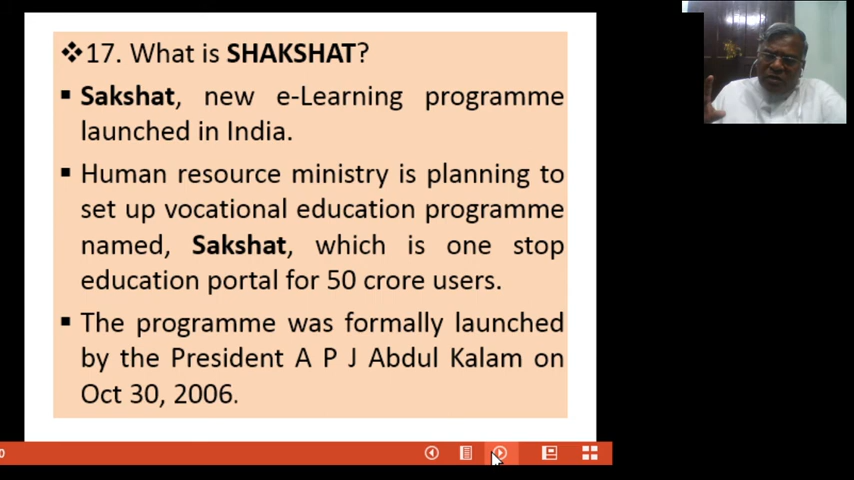 ❖17. What is SHAKSHAT?
▪ Sakshat, new e-Learning programme
launched in India.
▪ Human resource ministry is planning to
set up vocational education programme
named, Sakshat, which is one stop
education portal for 50 crore users.
▪ The programme was formally launched
by the President A P J Abdul Kalam on
Oct 30, 2006.
0